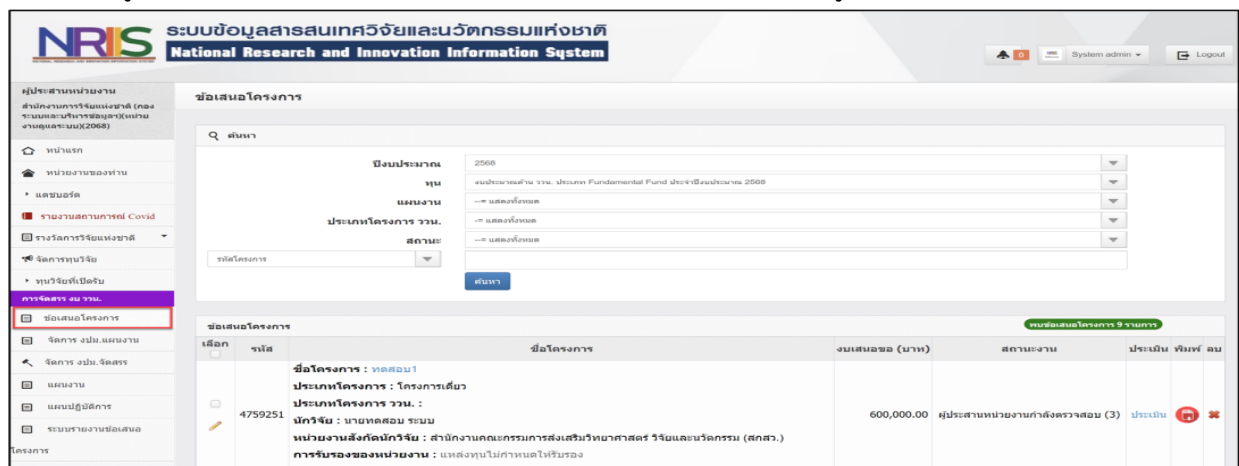 NRIS
ระบบข้อมูลสารสนเทศวิจัยและนวัตกรรมแห่งชาติ
National Research and Innovation Information System
0 System admin Logout
ผู้ประสานหน่วยงาน
สำนักงานการวิจัยแห่งชาติ (กอง
ระบบและบริหารข้อมูลฯ)(หน่วย
งานดูแลระบบ)(2068)
หน้าแรก
หน่วยงานของท่าน
แดชบอร์ด
รายงานสถานการณ์ Covid
รางวัลการวิจัยแห่งชาติ
จัดการทุนวิจัย
ทุนวิจัยที่เปิดรับ
การจัดสรร งบ ววน.
ข้อเสนอโครงการ
จัดการ งปม.แผนงาน
จัดการ งปม.จัดสรร
แผนงาน
แผนปฏิบัติการ
ระบบรายงานข้อเสนอ
โครงการ
ข้อเสนอโครงการ
ค้นหา
ปีงบประมาณ 2568
ทุน งบประมาณด้าน ววน. ประเภท Fundamental Fund ประจำปีงบประมาณ 2568
แผนงาน --= แสดงทั้งหมด
ประเภทโครงการ ววน. -= แสดงทั้งหมด
สถานะ --= แสดงทั้งหมด
รหัสโครงการ
ค้นหา
ข้อเสนอโครงการ พบข้อเสนอโครงการ 9 รายการ
เลือก รหัส ชื่อโครงการ งบเสนอขอ (บาท) สถานะงาน ประเมิน พิมพ์ ลบ
ชื่อโครงการ : ทดสอบ1
ประเภทโครงการ : โครงการเดี่ยว
ประเภทโครงการ ววน. :
4759251 นักวิจัย : นายทดสอบ ระบบ 600,000.00 ผู้ประสานหน่วยงานกำลังตรวจสอบ (3) ประเมิน
หน่วยงานสังกัดนักวิจัย : สำนักงานคณะกรรมการส่งเสริมวิทยาศาสตร์ วิจัยและนวัตกรรม (สกสว.)
การรับรองของหน่วยงาน : แหล่งทุนไม่กำหนดให้รับรอง